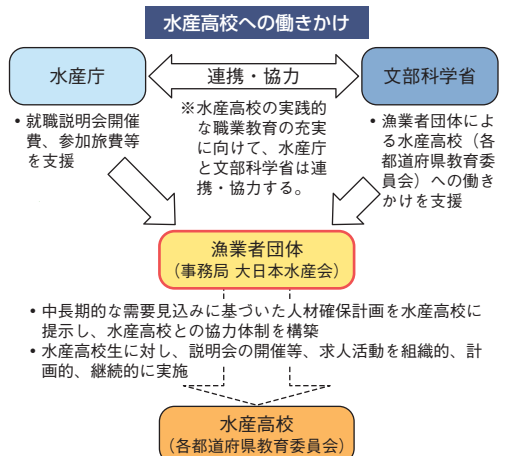 水産高校への働きかけ
水産庁
連携・協力
文部科学省
• 就職説明会開催
費、参加旅費等
を支援
※水産高校の実践的
な職業教育の充実
に向けて、水産庁
と文部科学省は連
携・協力する。
• 漁業者団体によ
る水産高校（各
都道府県教育委
員会）への働き
かけを支援
漁業者団体
（事務局 大日本水産会）
• 中長期的な需要見込みに基づいた人材確保計画を水産高校に
提示し、水産高校との協力体制を構築
• 水産高校生に対し、説明会の開催等、求人活動を組織的、計
画的、継続的に実施
水産高校
（各都道府県教育委員会）